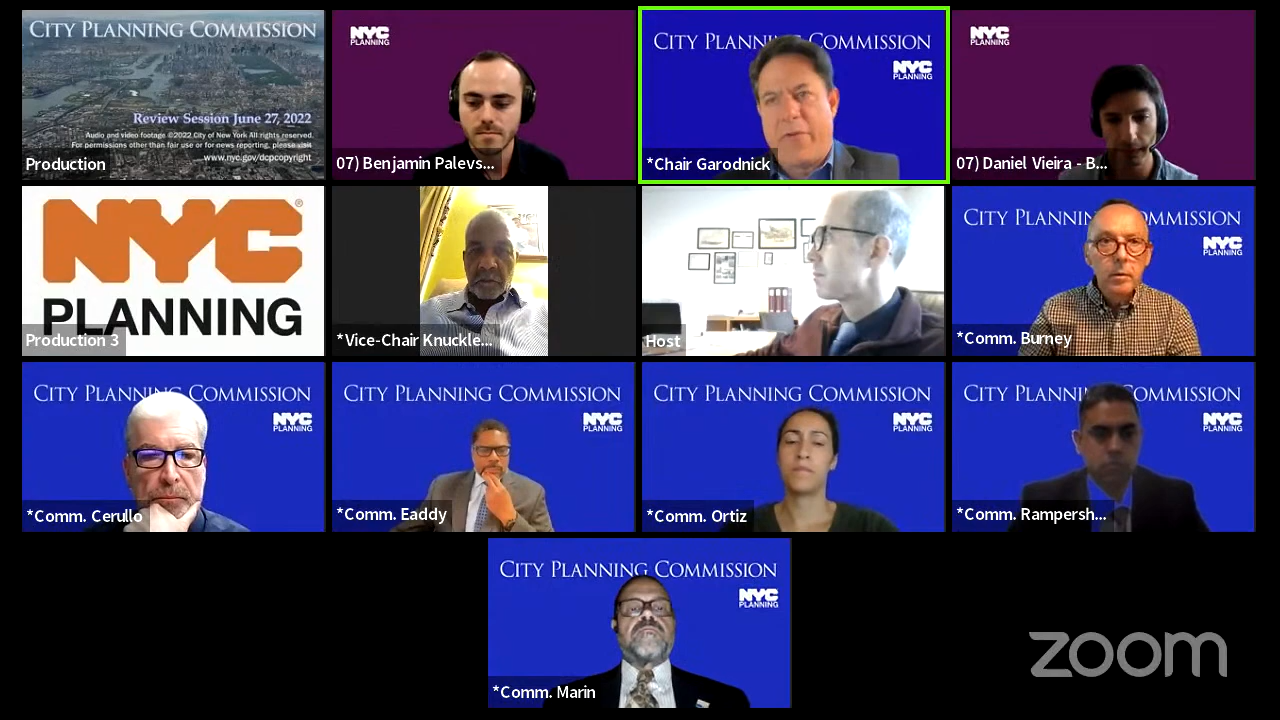 City Planning Commission
Review Session June 27, 2022
Audio and video footage ©2022 City of New York All rights reserved.
For permissions other than fair use or for news reporting, please visit
www.nyc.gov/dcpcopyright
Production
NYC
PLANNING
07) Benjamin Palevs...
City Planning Commission
NYC
PLANNING
*Chair Garodnick
NYC
PLANNING
07) Daniel Vieira - B...
NYC®
PLANNING
Production 3
*Vice-Chair Knuckle...
Host
City Planning Commission
NYC
PLANNING
*Comm. Burney
City Planning Commission
NYC
PLANNING
*Comm. Cerullo
City Planning Commission
NYC
PLANNING
*Comm. Eaddy
City Planning Commission
NYC
PLANNING
*Comm. Ortiz
City Planning Commission
NYC
PLANNING
*Comm. Rampersh...
City Planning Commission
NYC
PLANNING
*Comm. Marin
zoom